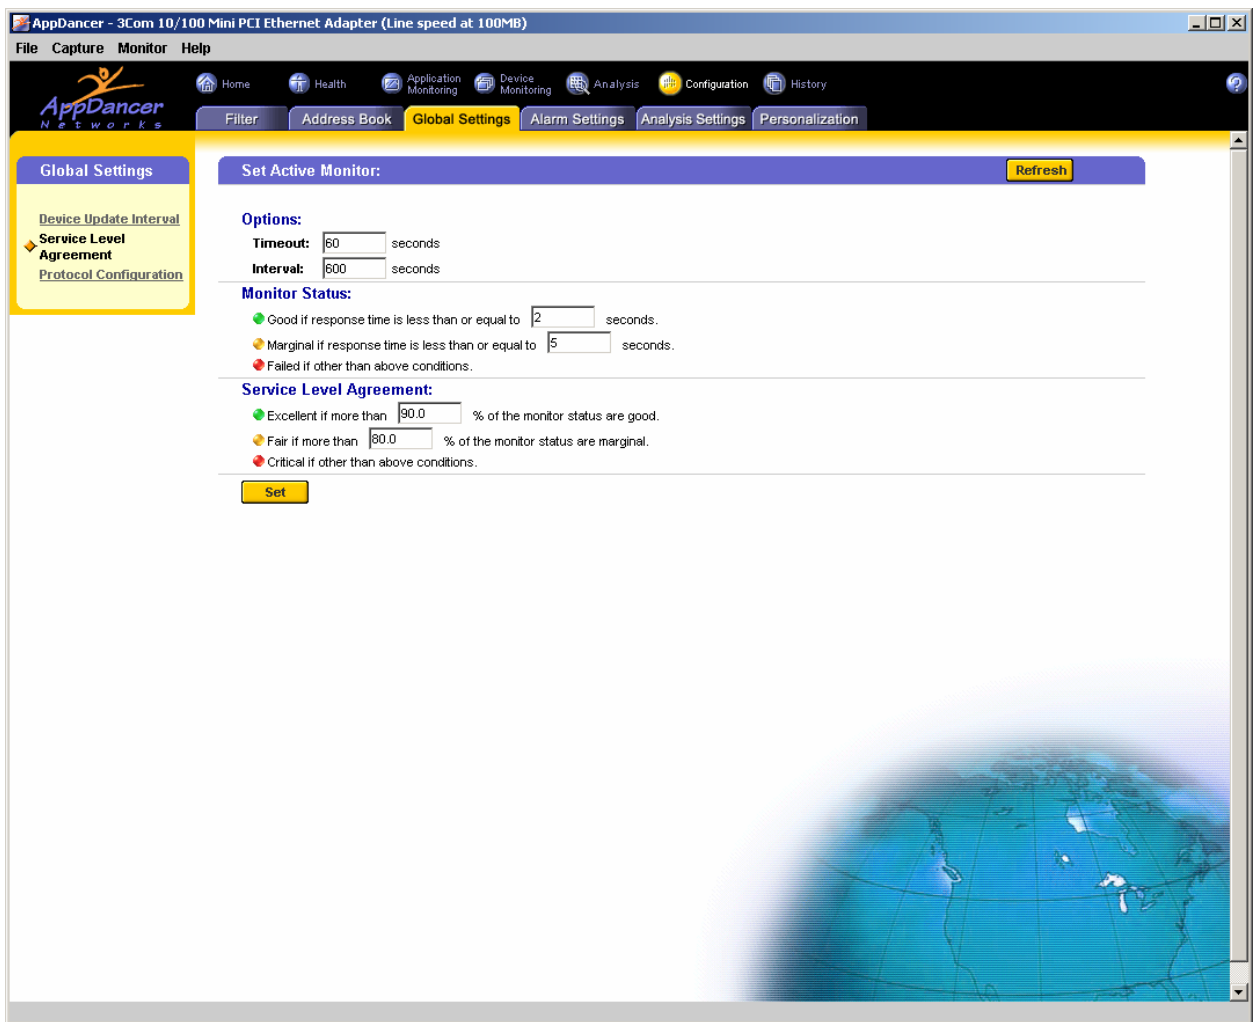 AppDancer - 3Com 10/100 Mini PCI Ethernet Adapter (Line speed at 100MB)
File Capture Monitor Help
AppDancer
Networks
Home Health Application Monitoring Device Monitoring Analysis Configuration History
Filter Address Book Global Settings Alarm Settings Analysis Settings Personalization
Global Settings
Device Update Interval
Service Level
Agreement
Protocol Configuration
Set Active Monitor: Refresh
Options:
Timeout: 60 seconds
Interval: 600 seconds
Monitor Status:
Good if response time is less than or equal to 2 seconds.
Marginal if response time is less than or equal to 5 seconds.
Failed if other than above conditions.
Service Level Agreement:
Excellent if more than 90.0 % of the monitor status are good.
Fair if more than 80.0 % of the monitor status are marginal.
Critical if other than above conditions.
Set